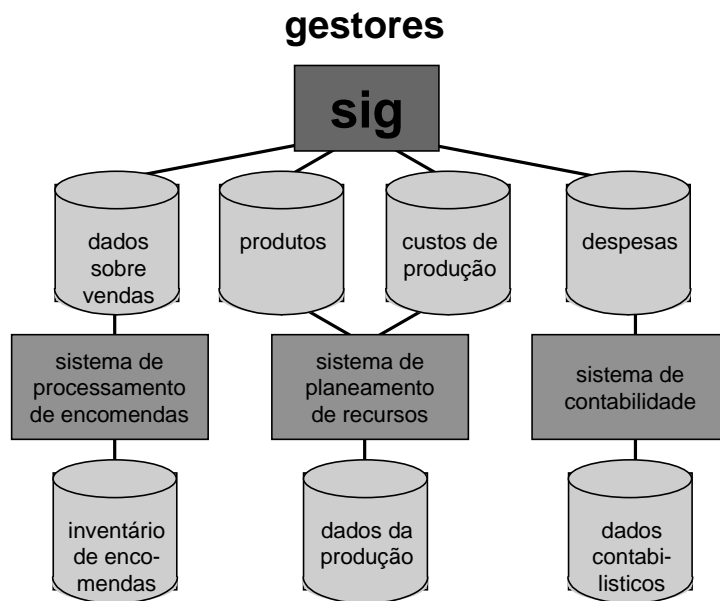 gestores
sig
dados
sobre
vendas
produtos
custos de
produção
despesas
sistema de
processamento
de encomendas
sistema de
planeamento
de recursos
sistema de
contabilidade
inventário
de enco-
mendas
dados da
produção
dados
contabi-
listicos